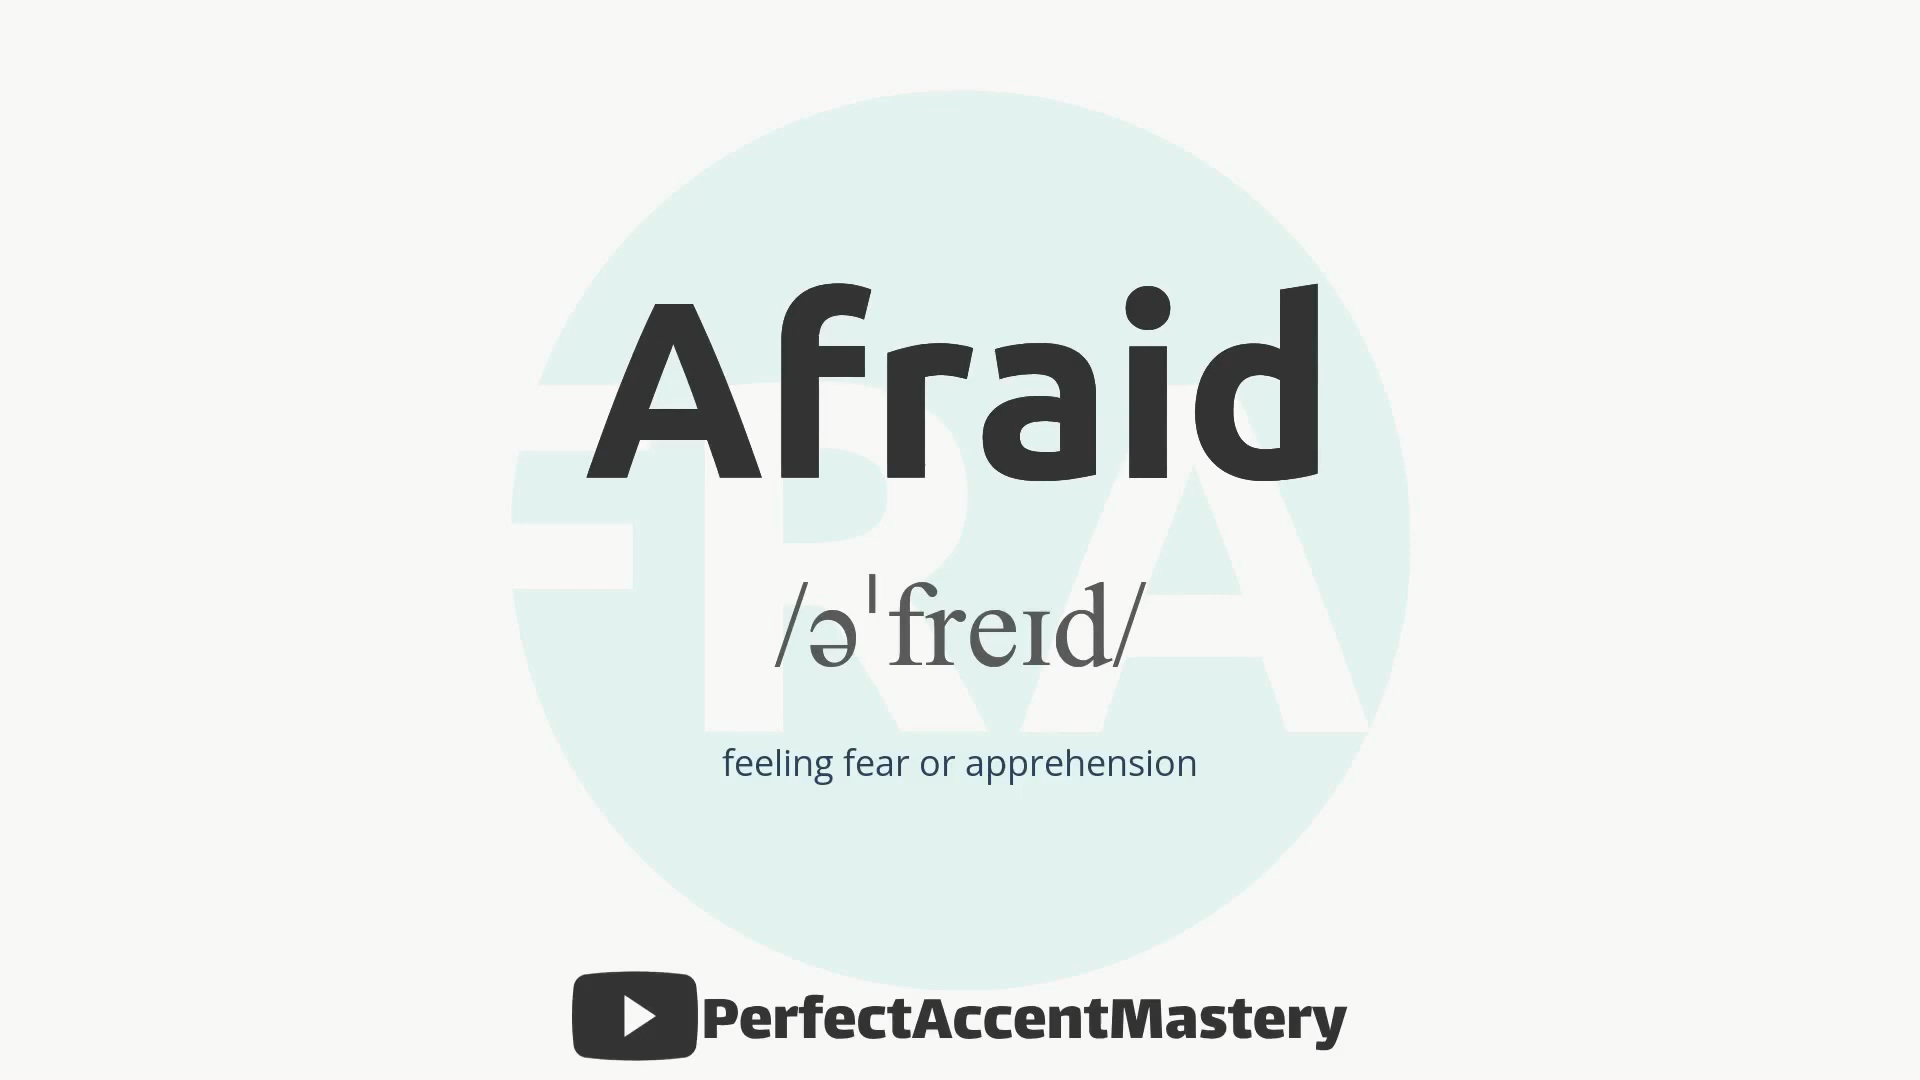 Afraid
/əˈfreɪd/
feeling fear or apprehension
PerfectAccentMastery